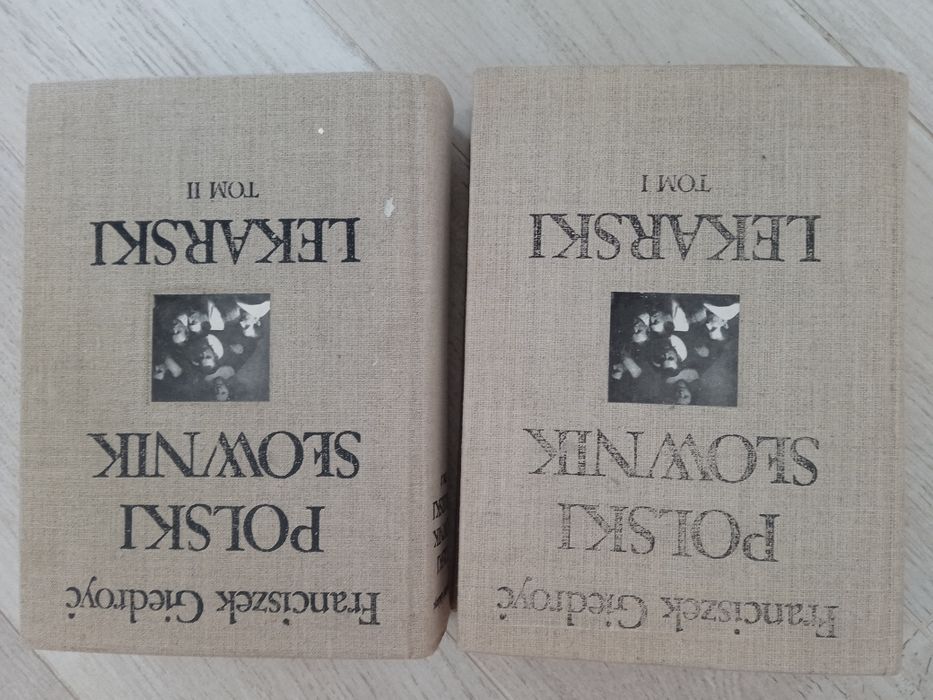 Franciszek Giedroyć
POLSKI
SŁOWNIK
LEKARSKI
TOM I
Franciszek Giedroyć
POLSKI
SŁOWNIK
LEKARSKI
TOM II